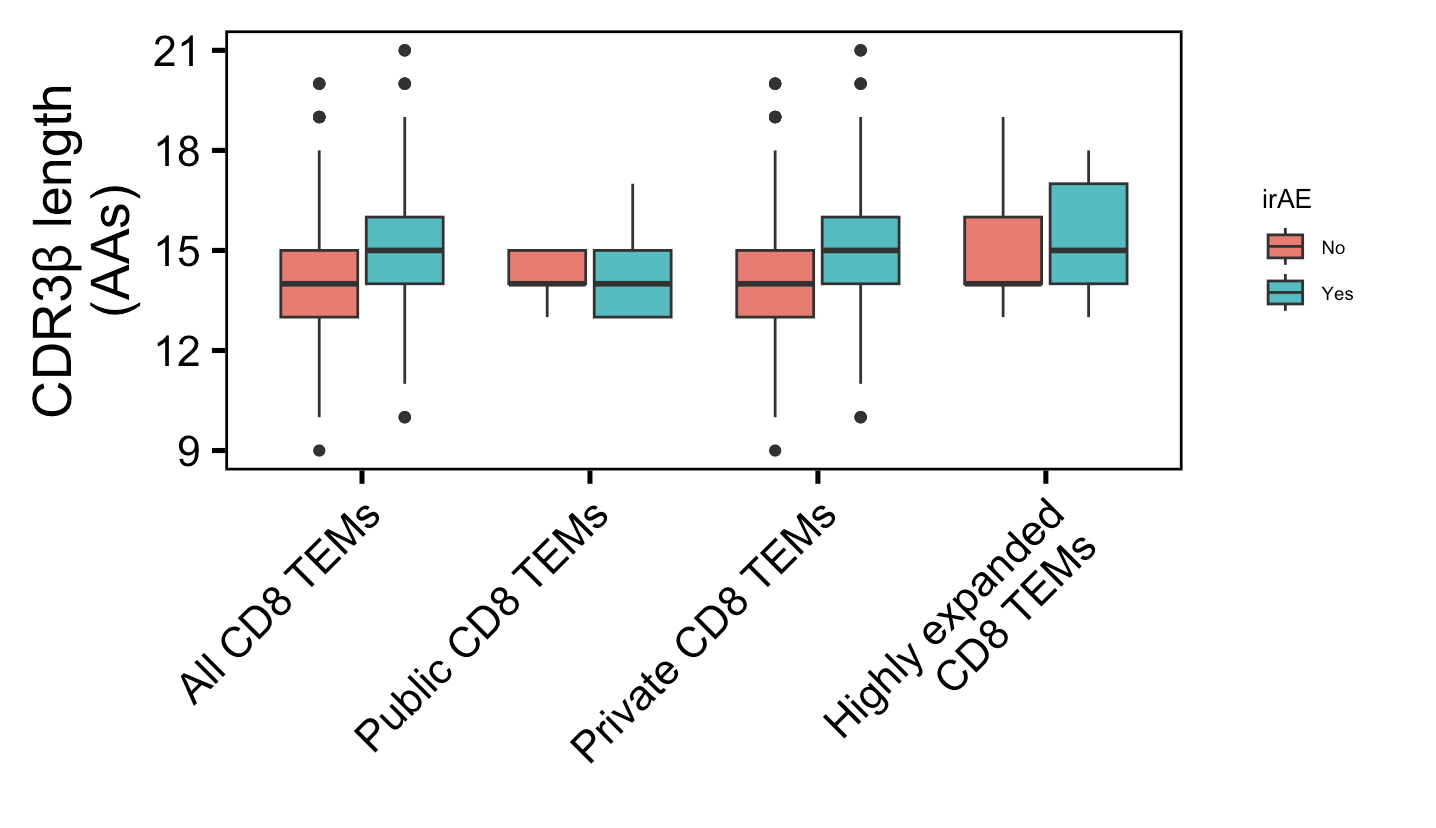 CDR3β length
(AAs)
21
18
15
12
9
All CD8 TEMs
Public CD8 TEMs
Private CD8 TEMs
Highly expanded
CD8 TEMs
irAE
No
Yes